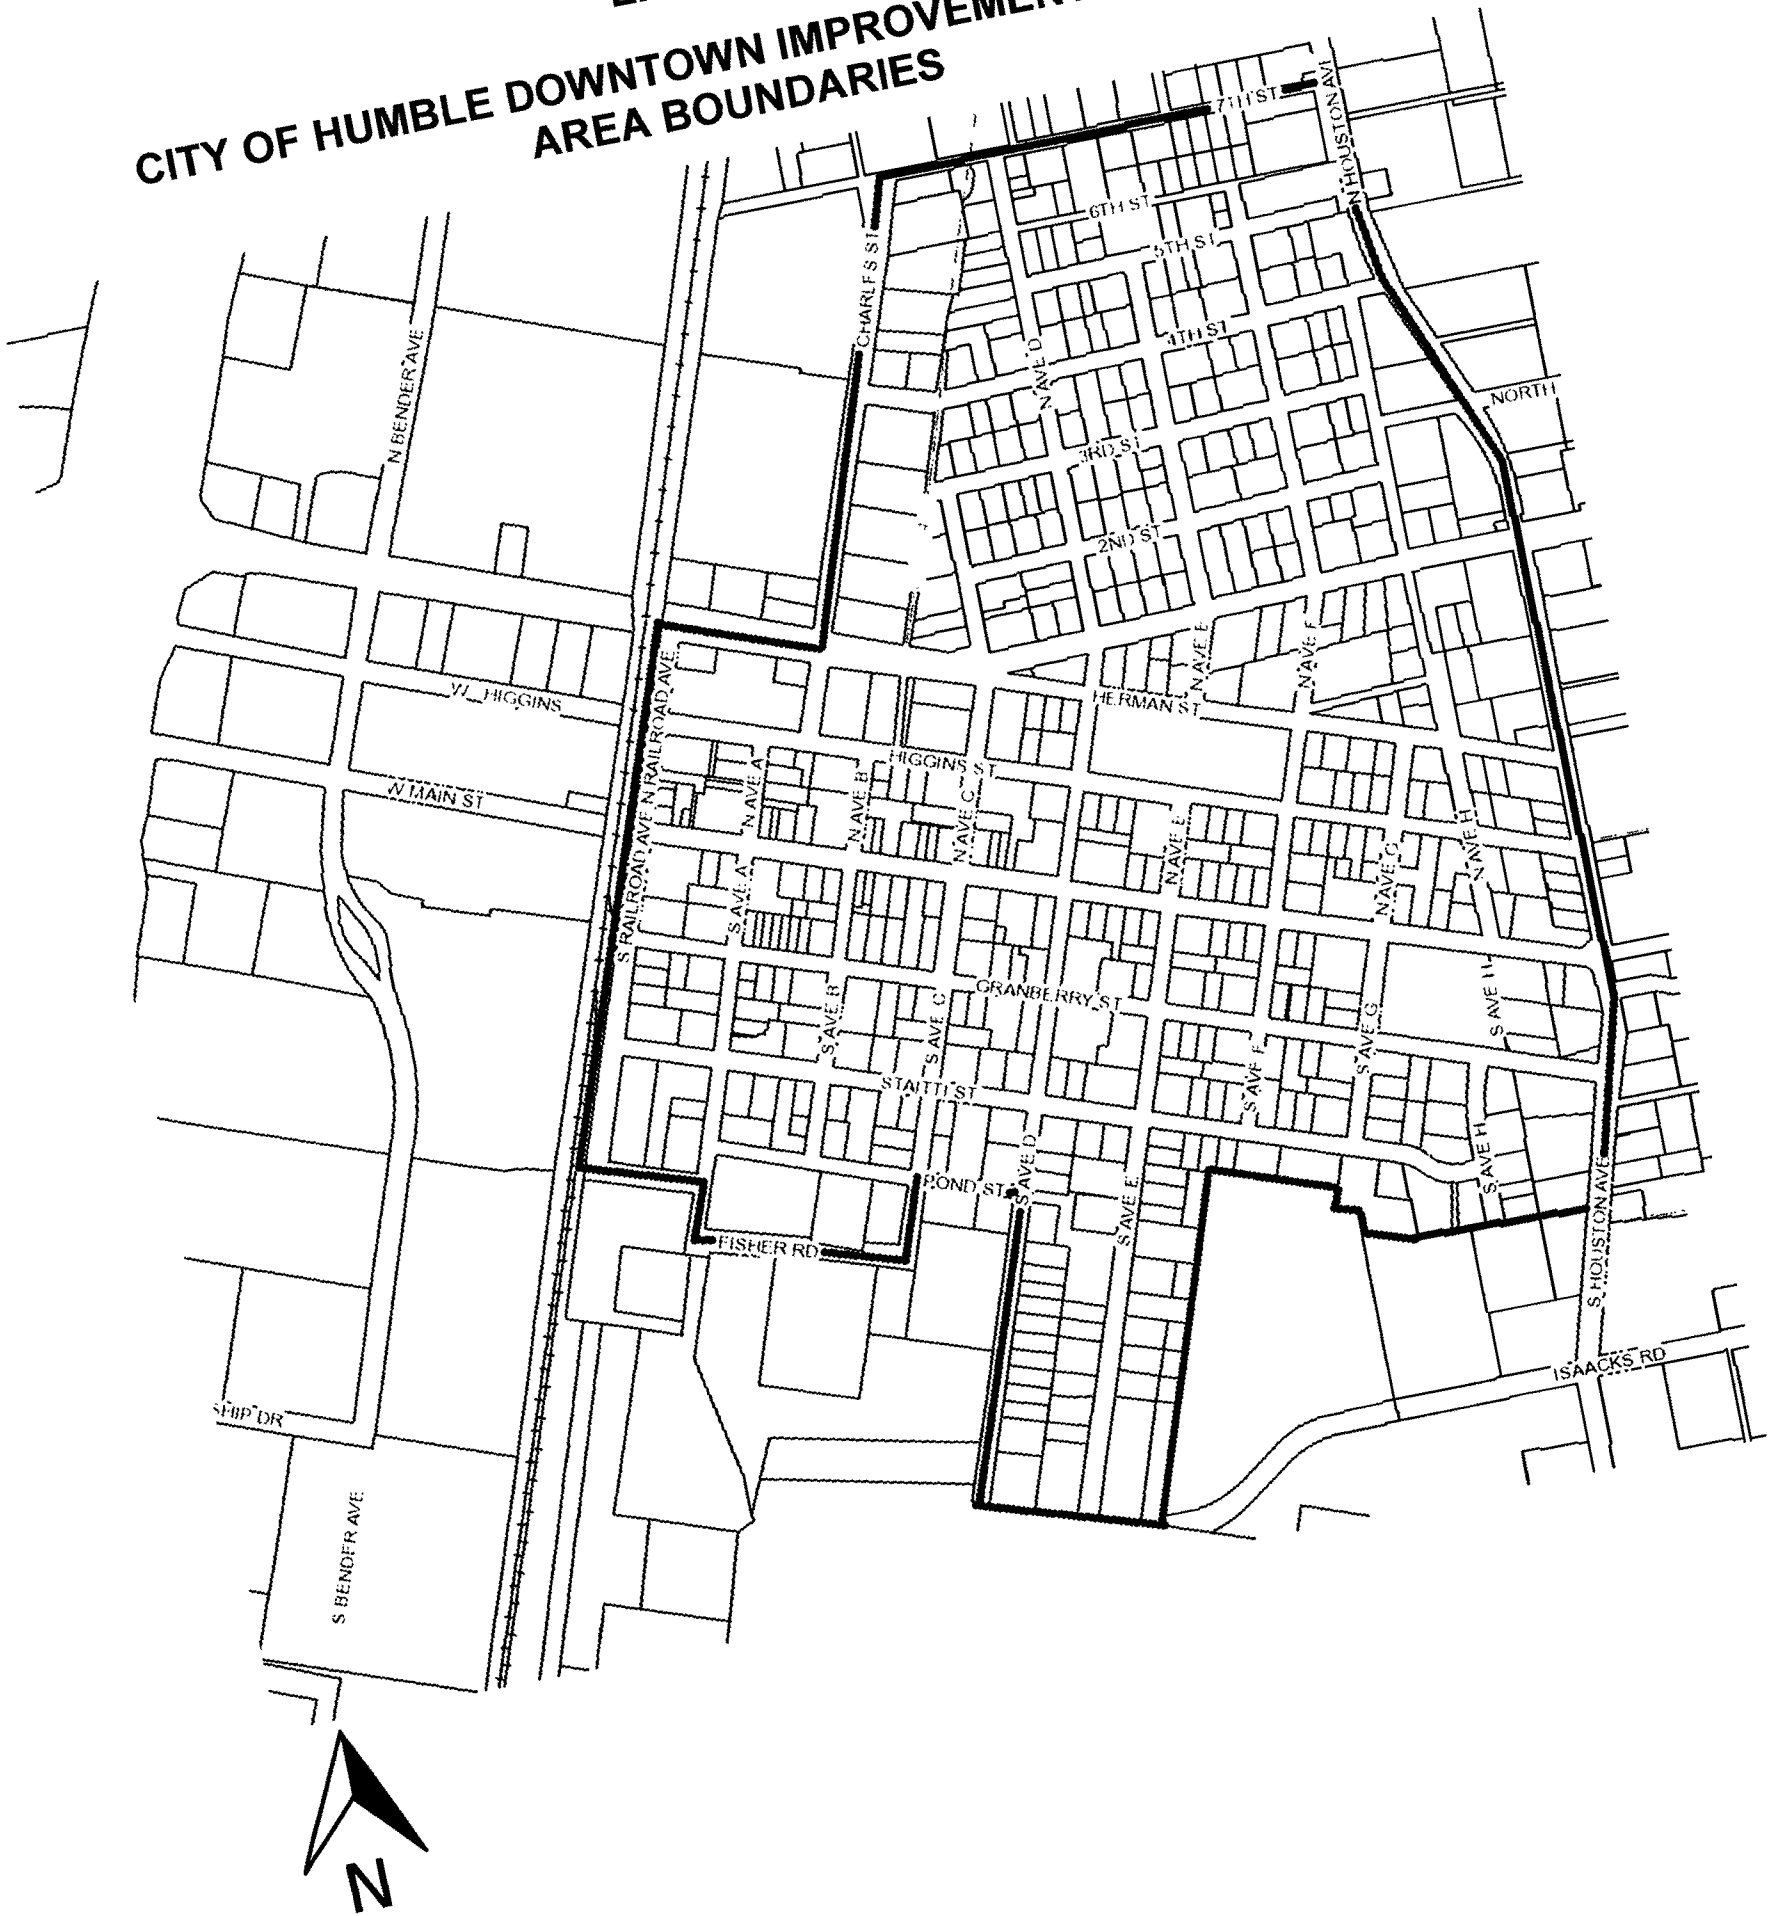 CITY OF HUMBLE DOWNTOWN IMPROVEMENT
AREA BOUNDARIES
7TH ST
N HOUSTON AVE
6TH ST
5TH ST
CHARLES ST
4TH ST
N BENDER AVE
N AVE D
NORTH
3RD ST
2ND ST
N AVE E
N AVE F
W HIGGINS
HERMAN ST
N RAILROAD AVE
HIGGINS ST
W MAIN ST
N AVE A
N AVE B
N AVE C
N AVE E
N AVE G
N AVE H
S RAILROAD AVE
S AVE A
GRANBERRY ST
S AVE B
S AVE C
S AVE H
S AVE G
S AVE F
STAITTI ST
S AVE D
S AVE H
POND ST
S AVE E
FISHER RD
S HOUSTON AVE
ISAACKS RD
SHIP DR
S BENDER AVE
N